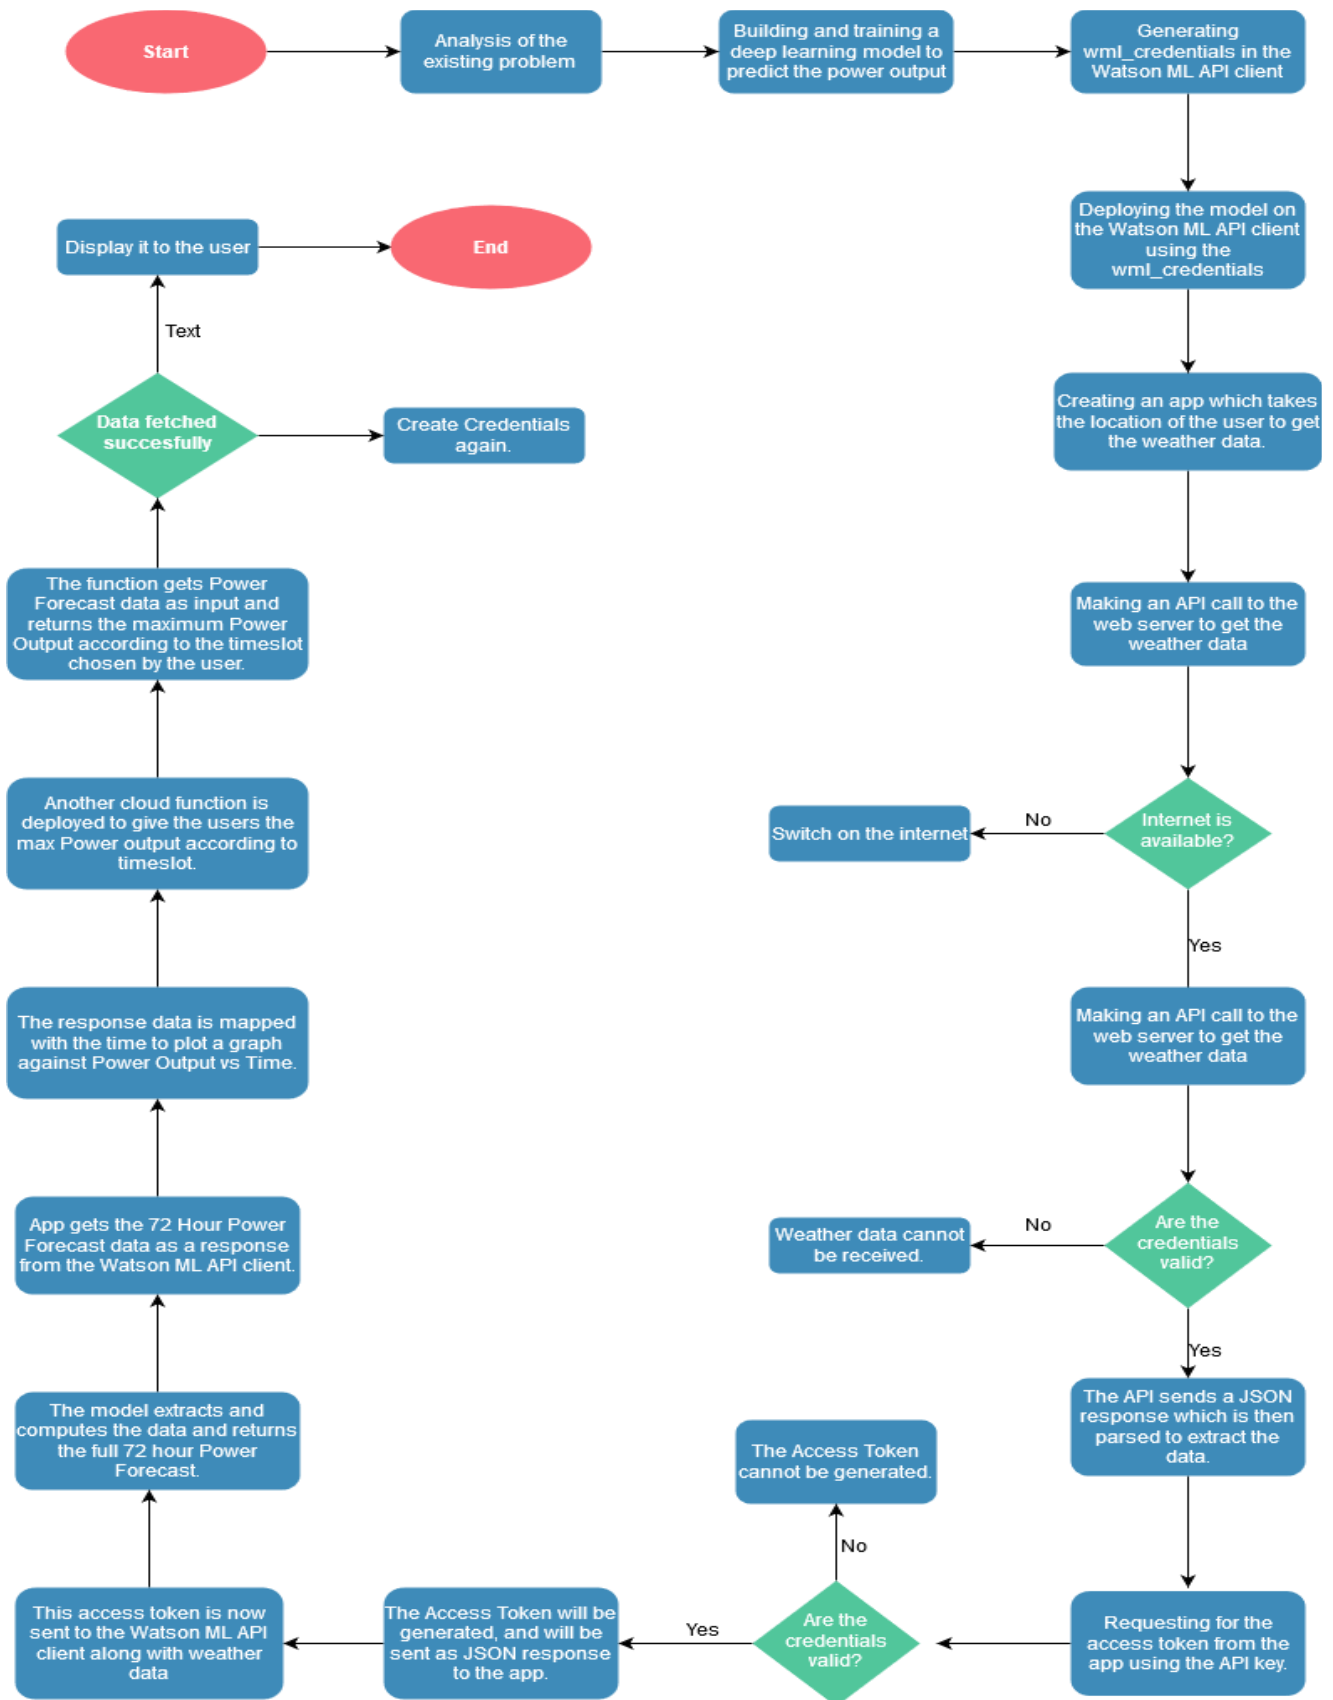 Start
Analysis of the
existing problem
Building and training a
deep learning model to
predict the power output
Generating
wml_credentials in the
Watson ML API client
Deploying the model on
the Watson ML API client
using the
wml_credentials
Creating an app which takes
the location of the user to get
the weather data.
Making an API call to the
web server to get the
weather data
Internet is
available?
No
Switch on the internet
Yes
Making an API call to the
web server to get the
weather data
Are the
credentials
valid?
No
Weather data cannot
be received.
Yes
The API sends a JSON
response which is then
parsed to extract the
data.
Requesting for the
access token from the
app using the API key.
Are the
credentials
valid?
No
The Access Token
cannot be generated.
Yes
The Access Token will be
generated, and will be
sent as JSON response
to the app.
This access token is now
sent to the Watson ML API
client along with weather
data
The model extracts and
computes the data and returns
the full 72 hour Power
Forecast.
App gets the 72 Hour Power
Forecast data as a response
from the Watson ML API client.
The response data is mapped
with the time to plot a graph
against Power Output vs Time.
Another cloud function is
deployed to give the users the
max Power output according to
timeslot.
The function gets Power
Forecast data as input and
returns the maximum Power
Output according to the timeslot
chosen by the user.
Data fetched
succesfully
Create Credentials
again.
Text
Display it to the user
End